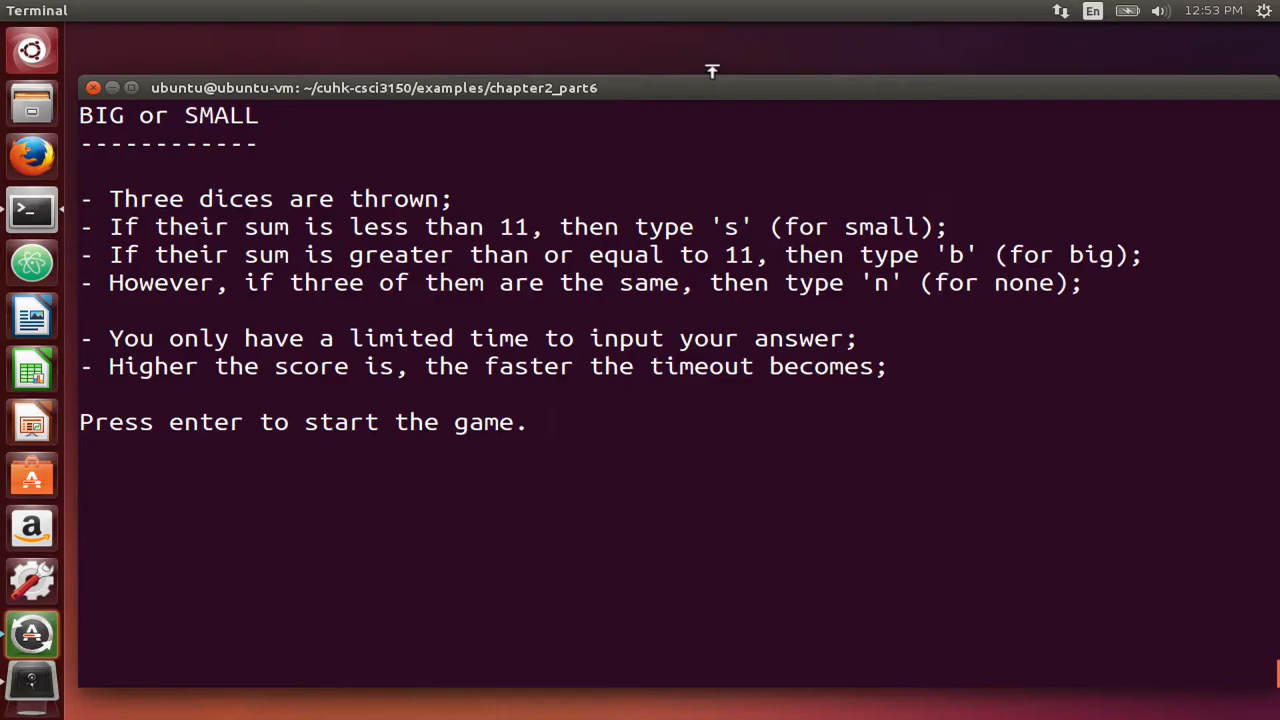 Terminal
En
12:53 PM
ubuntu@ubuntu-vm: ~/cuhk-csci3150/examples/chapter2_part6
BIG or SMALL
------------
- Three dices are thrown;
- If their sum is less than 11, then type 's' (for small);
- If their sum is greater than or equal to 11, then type 'b' (for big);
- However, if three of them are the same, then type 'n' (for none);
- You only have a limited time to input your answer;
- Higher the score is, the faster the timeout becomes;
Press enter to start the game.